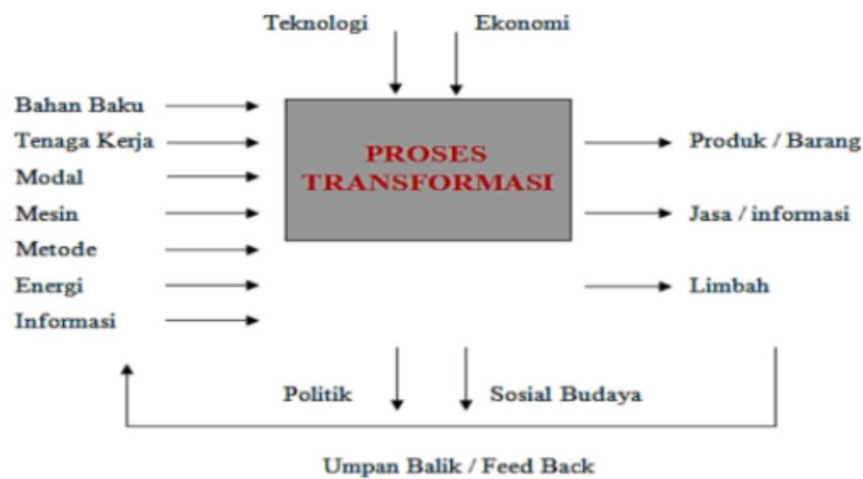 Teknologi
Ekonomi
Bahan Baku
Tenaga Kerja
Modal
Mesin
Metode
Energi
Informasi
PROSES
TRANSFORMASI
Produk / Barang
Jasa / informasi
Limbah
Politik
Sosial Budaya
Umpan Balik / Feed Back